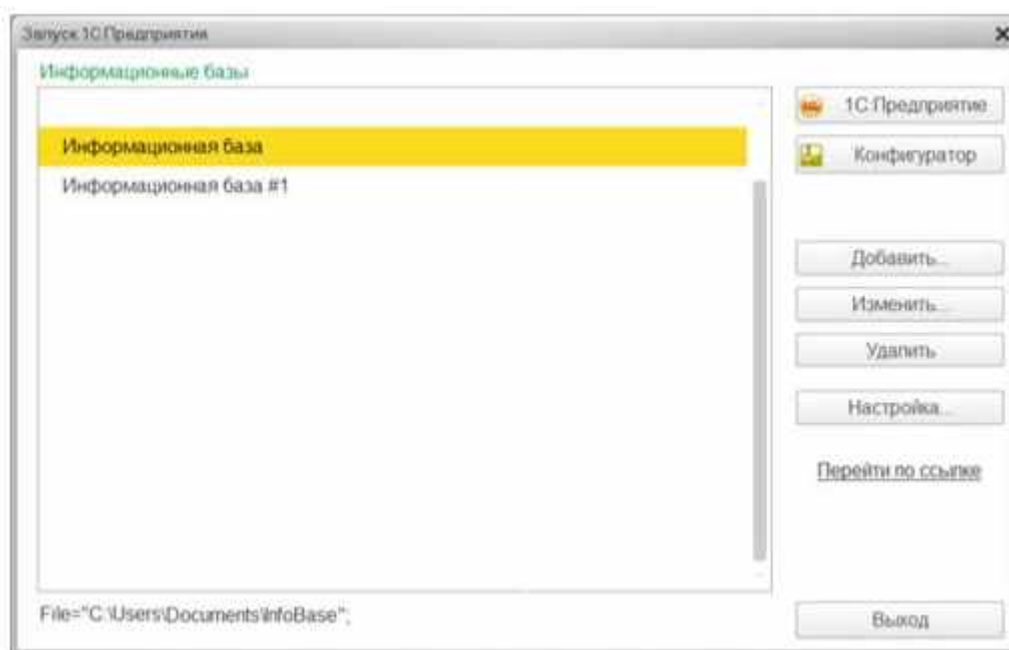 Запуск 1С:Предприятия
Информационные базы
Информационная база
Информационная база #1
1С:Предприятие
Конфигуратор
Добавить...
Изменить...
Удалить
Настройка...
Перейти по ссылке
File="C:\Users\Documents\InfoBase";
Выход